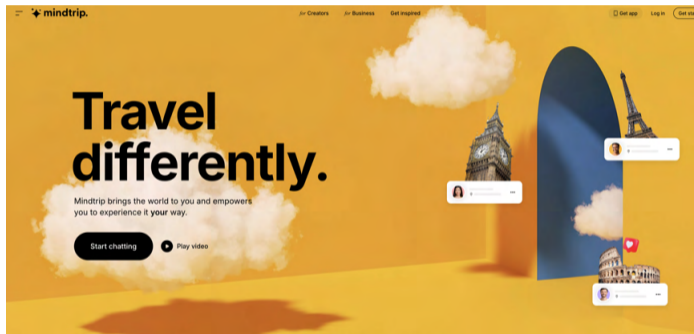 mindtrip.
for Creators
for Business
Get inspired
Get app
Log in
Travel
differently.
Mindtrip brings the world to you and empowers
you to experience it your way.
Start chatting
Play video